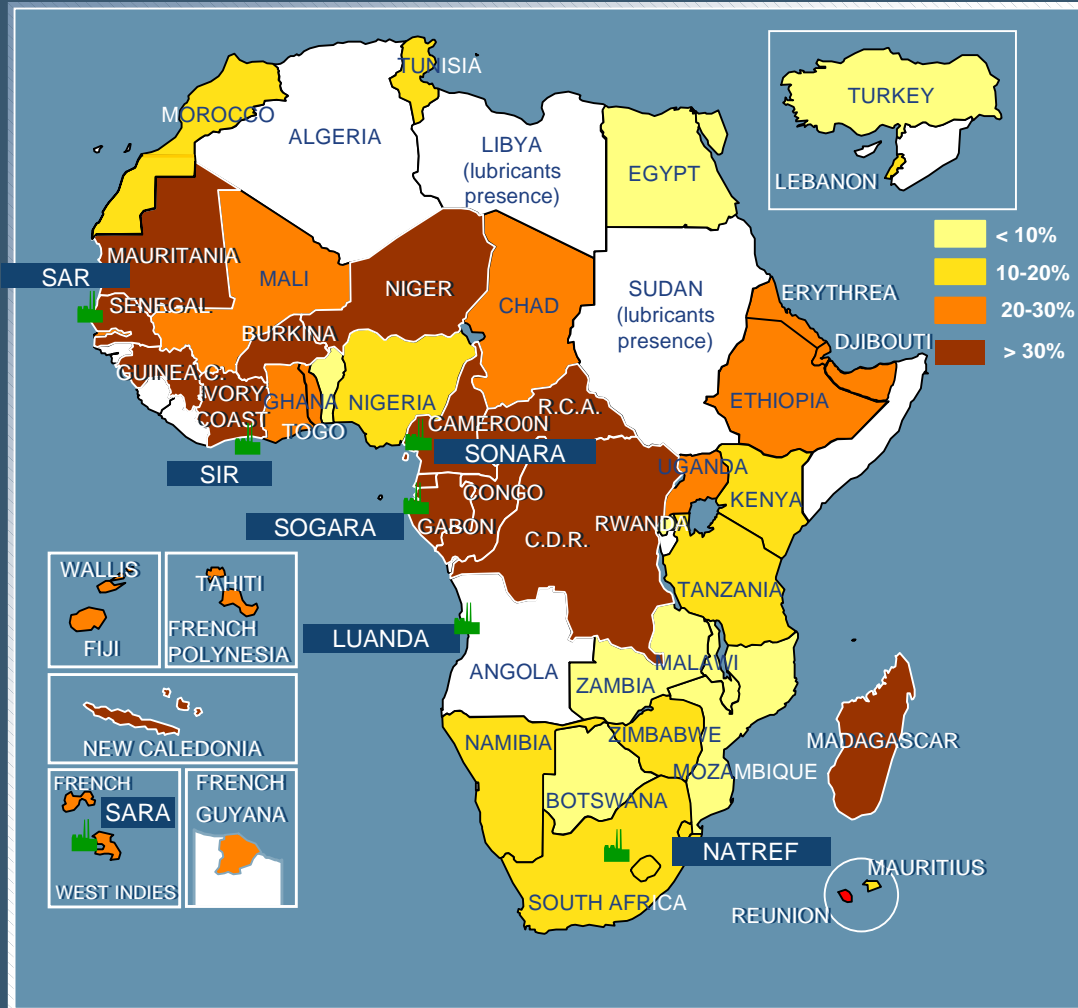 TUNISIA
MOROCCO
ALGERIA
LIBYA
(lubricants
presence)
EGYPT
TURKEY
LEBANON
< 10%
10-20%
20-30%
> 30%
MAURITANIA
SAR
SENEGAL
MALI
NIGER
CHAD
SUDAN
(lubricants
presence)
ERYTHREA
DJIBOUTI
BURKINA
GUINEA C.
IVORY
COAST
GHANA
TOGO
NIGERIA
R.C.A.
CAMERO0N
ETHIOPIA
SIR
SONARA
UGANDA
KENYA
CONGO
SOGARA
GABON
C.D.R.
RWANDA
TANZANIA
WALLIS
FIJI
TAHITI
FRENCH
POLYNESIA
LUANDA
ANGOLA
MALAWI
ZAMBIA
NEW CALEDONIA
NAMIBIA
ZIMBABWE
MOZAMBIQUE
MADAGASCAR
BOTSWANA
FRENCH
SARA
WEST INDIES
FRENCH
GUYANA
NATREF
SOUTH AFRICA
MAURITIUS
REUNION